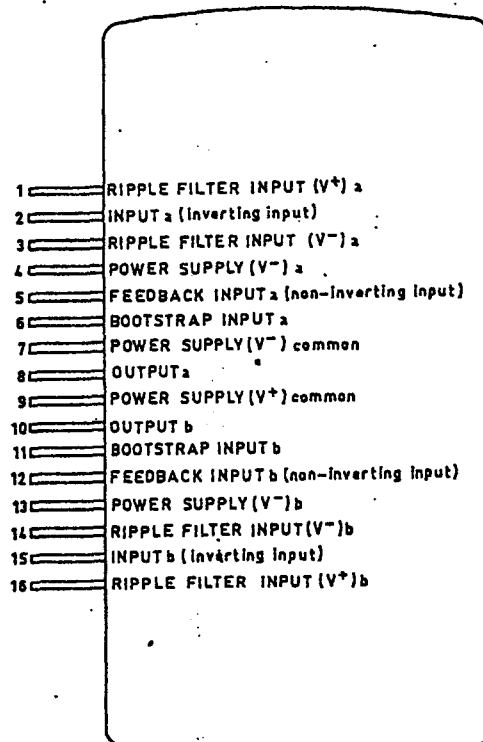 1 RIPPLE FILTER INPUT (V+) a
2 INPUT a (inverting input)
3 RIPPLE FILTER INPUT (V−) a
4 POWER SUPPLY (V−) a
5 FEEDBACK INPUT a (non-inverting input)
6 BOOTSTRAP INPUT a
7 POWER SUPPLY (V−) common
8 OUTPUT a
9 POWER SUPPLY (V+) common
10 OUTPUT b
11 BOOTSTRAP INPUT b
12 FEEDBACK INPUT b (non-inverting input)
13 POWER SUPPLY (V−) b
14 RIPPLE FILTER INPUT (V−) b
15 INPUT b (inverting input)
16 RIPPLE FILTER INPUT (V+) b